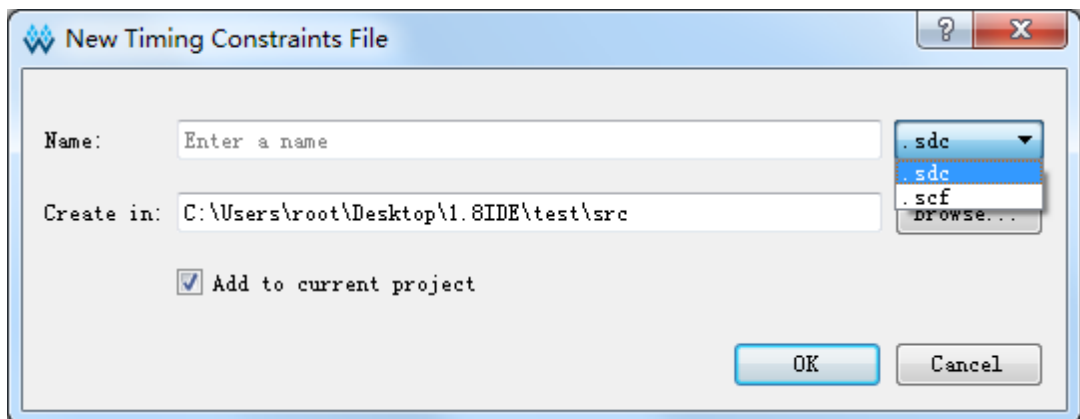 New Timing Constraints File
Name: Enter a name .sdc
.sdc
.scf
Create in: C:\Users\root\Desktop\1.8IDE\test\src Browse...
Add to current project
OK Cancel